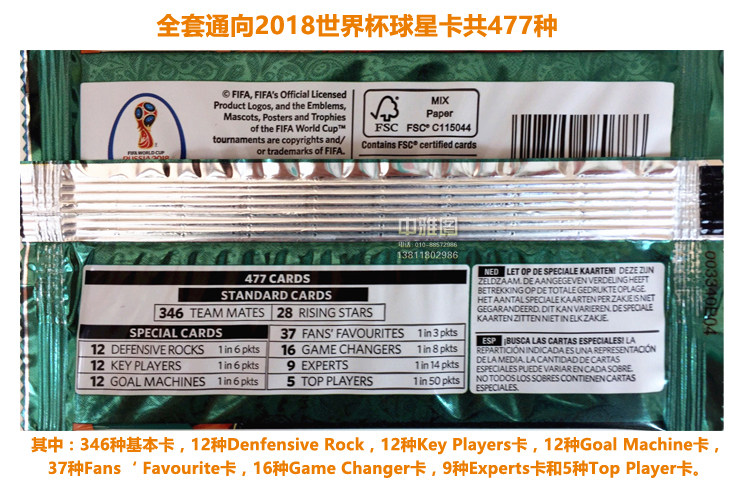 全套通向2018世界杯球星卡共477种
© FIFA, FIFA's Official Licensed
Product Logos, and the Emblems,
Mascots, Posters and Trophies
of the FIFA World Cup™
tournaments are copyrights and/
or trademarks of FIFA.
FIFA WORLD CUP
RUSSIA 2018
FSC
MIX
Paper
FSC® C115044
Contains FSC® certified cards
中雅图
电话:010-88672986
13811802986
477 CARDS
STANDARD CARDS
346 TEAM MATES 28 RISING STARS
SPECIAL CARDS
12 DEFENSIVE ROCKS 1 in 6 pkts
12 KEY PLAYERS 1 in 6 pkts
12 GOAL MACHINES 1 in 6 pkts
37 FANS' FAVOURITES 1 in 3 pkts
16 GAME CHANGERS 1 in 8 pkts
9 EXPERTS 1 in 14 pkts
5 TOP PLAYERS 1 in 50 pkts
NED LET OP DE SPECIALE KAARTEN! DEZE ZIJN
ZELDZAAM. DE AANGEGEVEN VERDELING HEEFT
BETREKKING OP DE TOTALE GEDRUKTE OPLAGE.
HET AANTAL SPECIALE KAARTEN PER ZAKJE IS NIET
GEGARANDEERD. DIT KAN VARIEREN. DE SPECIALE
KAARTEN ZITTEN NIET IN ELK ZAKJE.
ESP ¡BUSCA LAS CARTAS ESPECIALES! LA
REPARTICIÓN INDICADA ES UNA REPRESENTACIÓN
DE LA MEDIA. LA CANTIDAD DE CARTAS
ESPECIALES PUEDE VARIAR EN CADA SOBRE.
NO TODOS LOS SOBRES CONTIENEN CARTAS
ESPECIALES.
其中:346种基本卡,12种Denfensive Rock,12种Key Players卡,12种Goal Machine卡,
37种Fans‘ Favourite卡,16种Game Changer卡,9种Experts卡和5种Top Player卡。